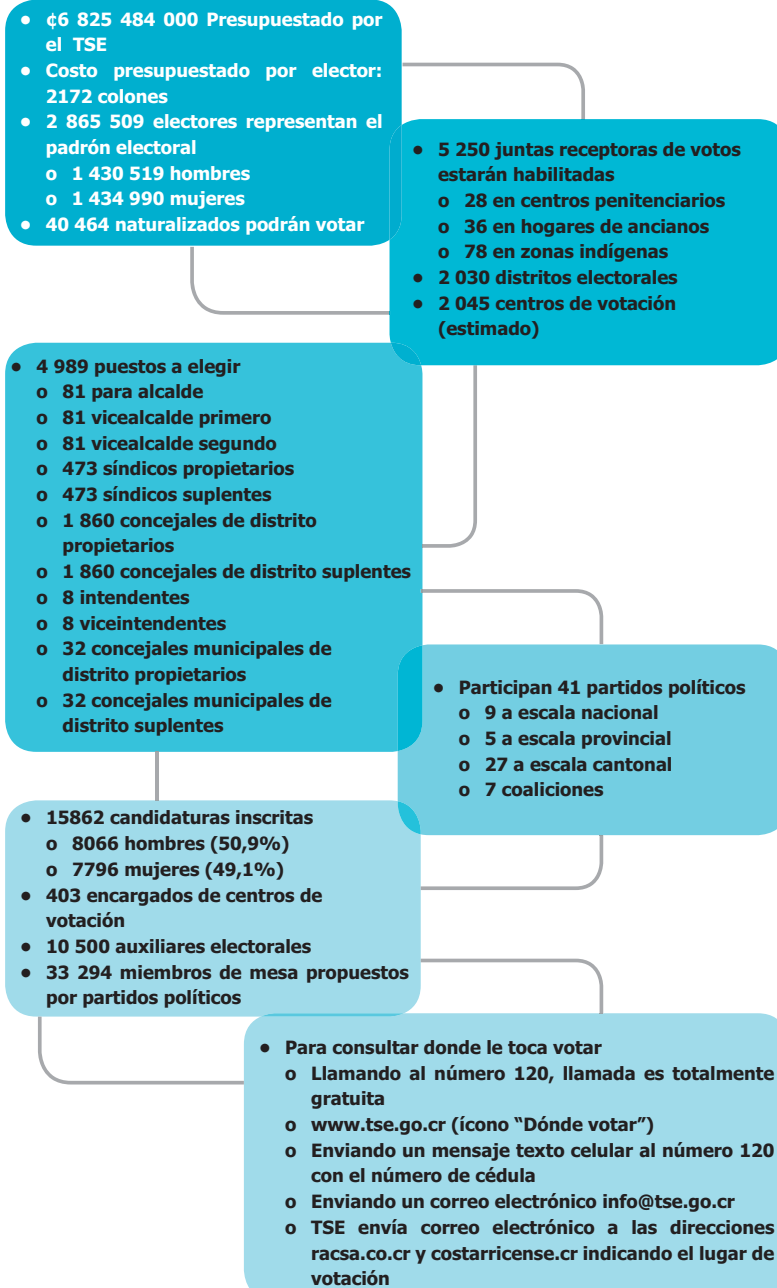 ● ¢6 825 484 000 Presupuestado por
el TSE
● Costo presupuestado por elector:
2172 colones
● 2 865 509 electores representan el
padrón electoral
o 1 430 519 hombres
o 1 434 990 mujeres
● 40 464 naturalizados podrán votar
● 5 250 juntas receptoras de votos
estarán habilitadas
o 28 en centros penitenciarios
o 36 en hogares de ancianos
o 78 en zonas indígenas
● 2 030 distritos electorales
● 2 045 centros de votación
(estimado)
● 4 989 puestos a elegir
o 81 para alcalde
o 81 vicealcalde primero
o 81 vicealcalde segundo
o 473 síndicos propietarios
o 473 síndicos suplentes
o 1 860 concejales de distrito
propietarios
o 1 860 concejales de distrito suplentes
o 8 intendentes
o 8 viceintendentes
o 32 concejales municipales de
distrito propietarios
o 32 concejales municipales de
distrito suplentes
● Participan 41 partidos políticos
o 9 a escala nacional
o 5 a escala provincial
o 27 a escala cantonal
o 7 coaliciones
● 15862 candidaturas inscritas
o 8066 hombres (50,9%)
o 7796 mujeres (49,1%)
● 403 encargados de centros de
votación
● 10 500 auxiliares electorales
● 33 294 miembros de mesa propuestos
por partidos políticos
● Para consultar donde le toca votar
o Llamando al número 120, llamada es totalmente
gratuita
o www.tse.go.cr (ícono “Dónde votar”)
o Enviando un mensaje texto celular al número 120
con el número de cédula
o Enviando un correo electrónico info@tse.go.cr
o TSE envía correo electrónico a las direcciones
racsa.co.cr y costarricense.cr indicando el lugar de
votación